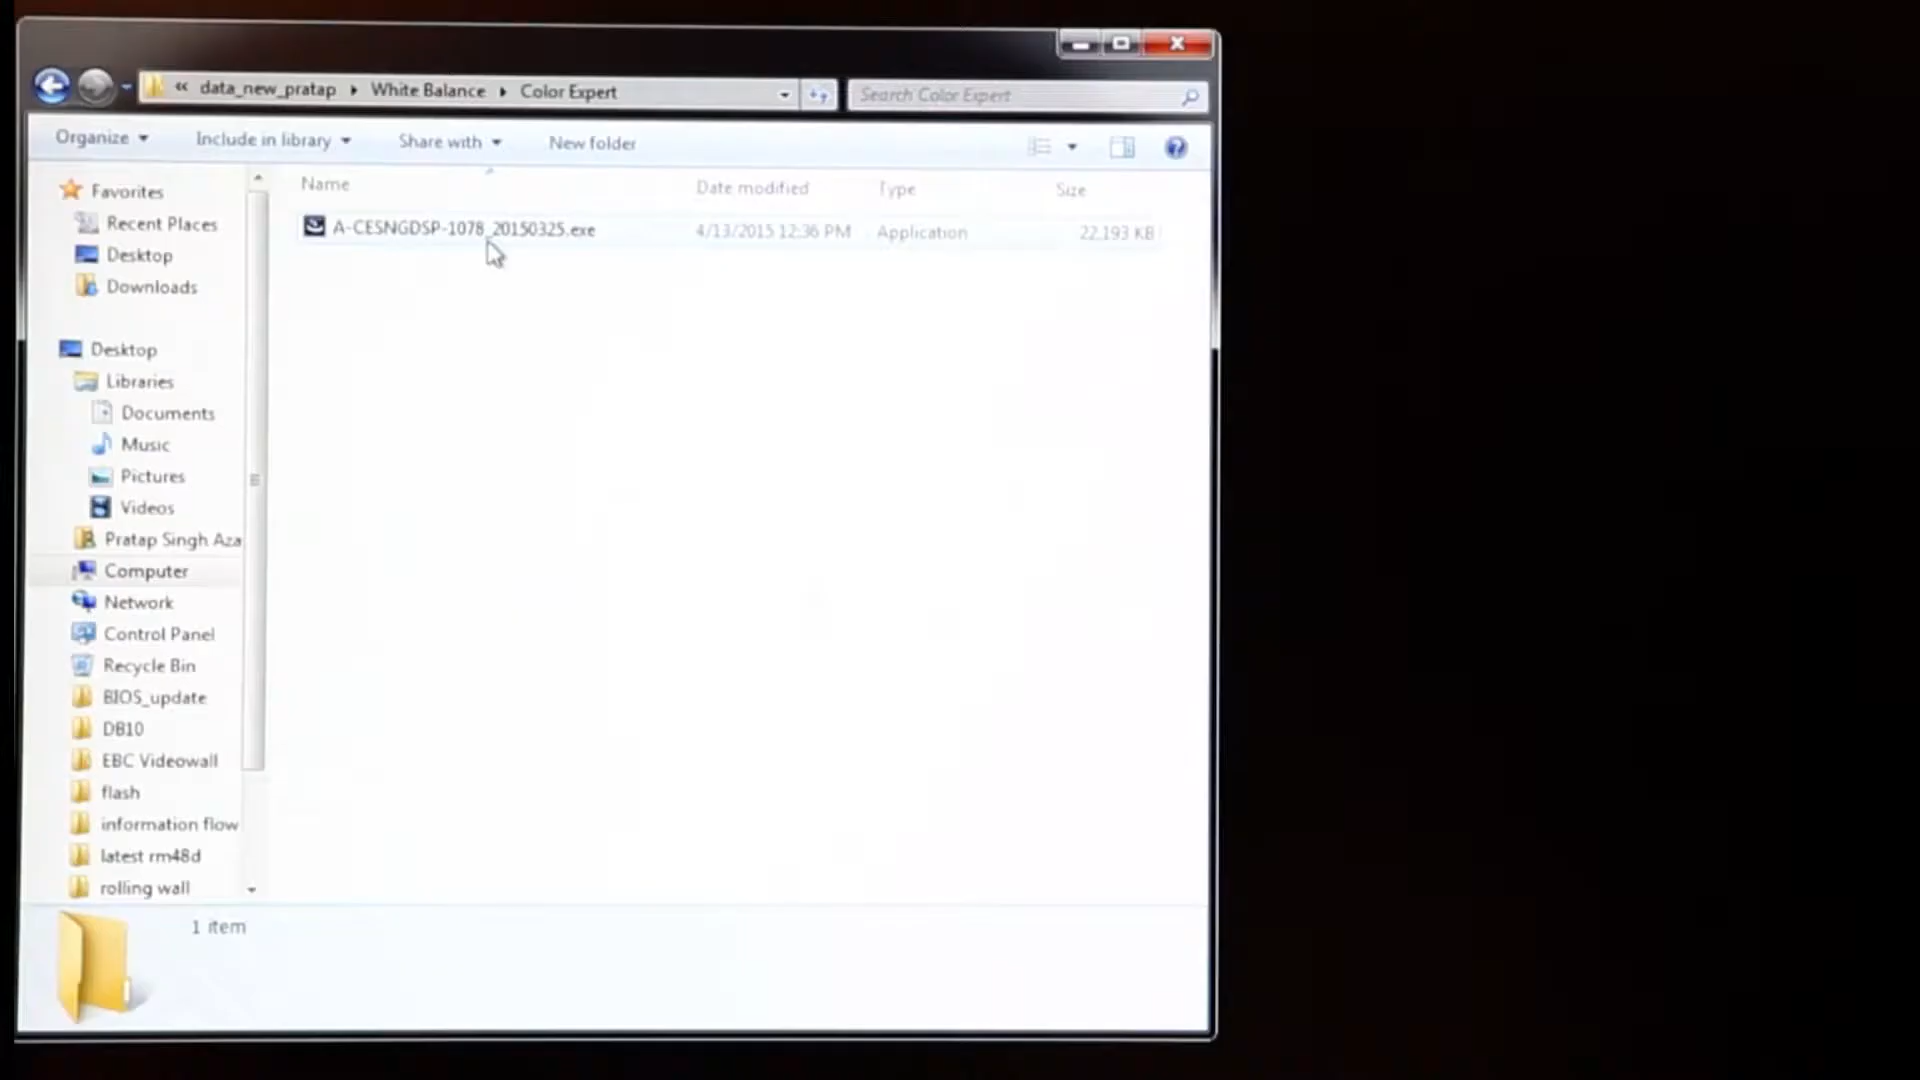 « data_new_pratap ▸ White Balance ▸ Color Expert
Search Color Expert
Organize
Include in library
Share with
New folder
Name
Date modified
Type
Size
A-CESNGDSP-1078_20150325.exe
4/13/2015 12:36 PM
Application
22,193 KB
Favorites
Recent Places
Desktop
Downloads
Desktop
Libraries
Documents
Music
Pictures
Videos
Pratap Singh Aza
Computer
Network
Control Panel
Recycle Bin
BIOS_update
DB10
EBC Videowall
flash
information flow
latest rm48d
rolling wall
1 item